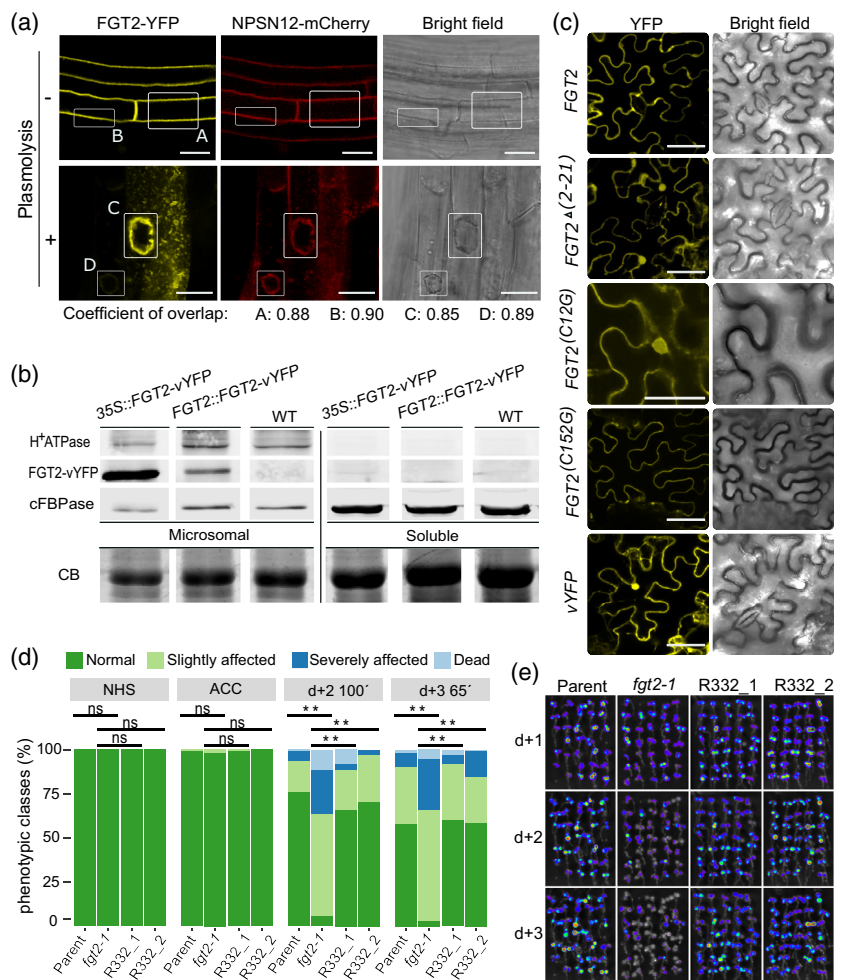 (a)
FGT2-YFP NPSN12-mCherry Bright field
Plasmolysis
-
B A
+
C
D
Coefficient of overlap: A: 0.88 B: 0.90 C: 0.85 D: 0.89
(b)
35S::FGT2-vYFP FGT2::FGT2-vYFP WT 35S::FGT2-vYFP FGT2::FGT2-vYFP WT
H⁺ATPase
FGT2-vYFP
cFBPase
Microsomal Soluble
CB
(c)
YFP Bright field
FGT2
FGT2▲(2-21)
FGT2(C12G)
FGT2(C152G)
vYFP
(d)
Normal Slightly affected Severely affected Dead
NHS ACC d+2 100´ d+3 65´
ns ns ** **
ns ns ** **
ns ns ** **
phenotypic classes (%)
100
75
50
25
0
Parent fgt2-1 R332_1 R332_2 Parent fgt2-1 R332_1 R332_2 Parent fgt2-1 R332_1 R332_2 Parent fgt2-1 R332_1 R332_2
(e)
Parent fgt2-1 R332_1 R332_2
d+1
d+2
d+3